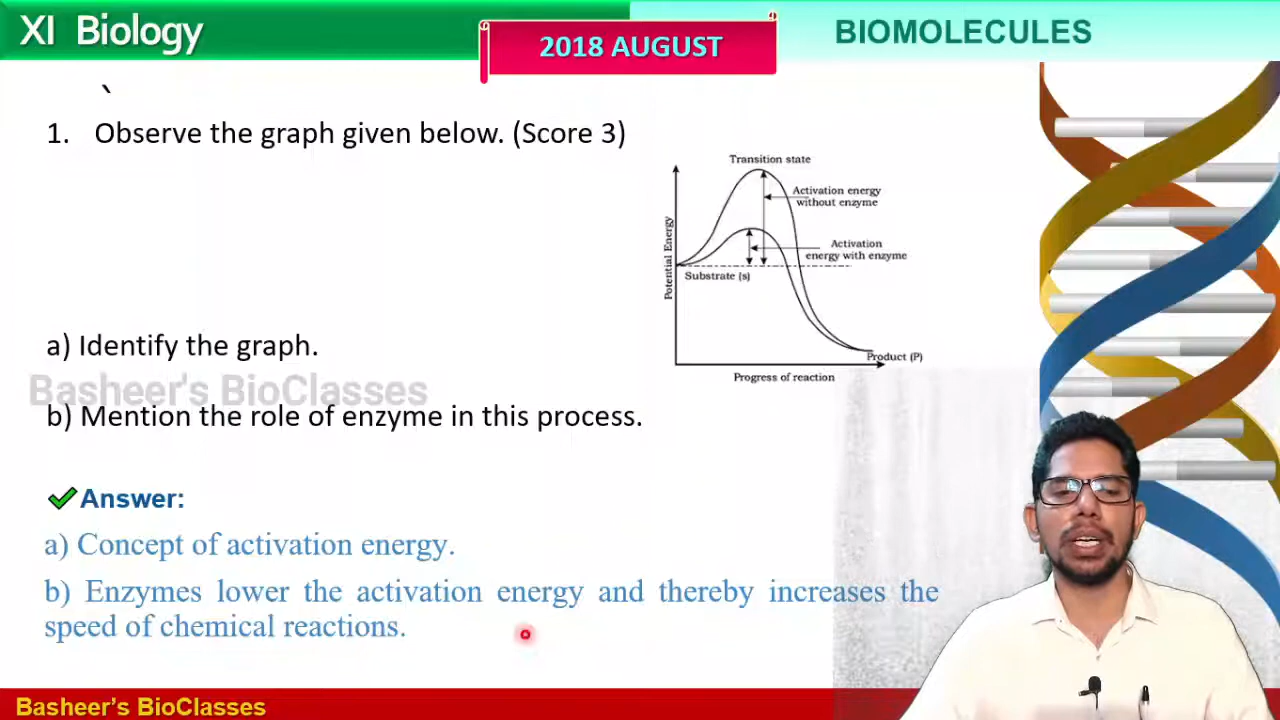 XI Biology
2018 AUGUST
BIOMOLECULES
`
1. Observe the graph given below. (Score 3)
Transition state
Activation energy
without enzyme
Activation
energy with enzyme
Potential Energy
Substrate (s)
Product (P)
Progress of reaction
a) Identify the graph.
Basheer's BioClasses
b) Mention the role of enzyme in this process.
Answer:
a) Concept of activation energy.
b) Enzymes lower the activation energy and thereby increases the
speed of chemical reactions.
Basheer's BioClasses